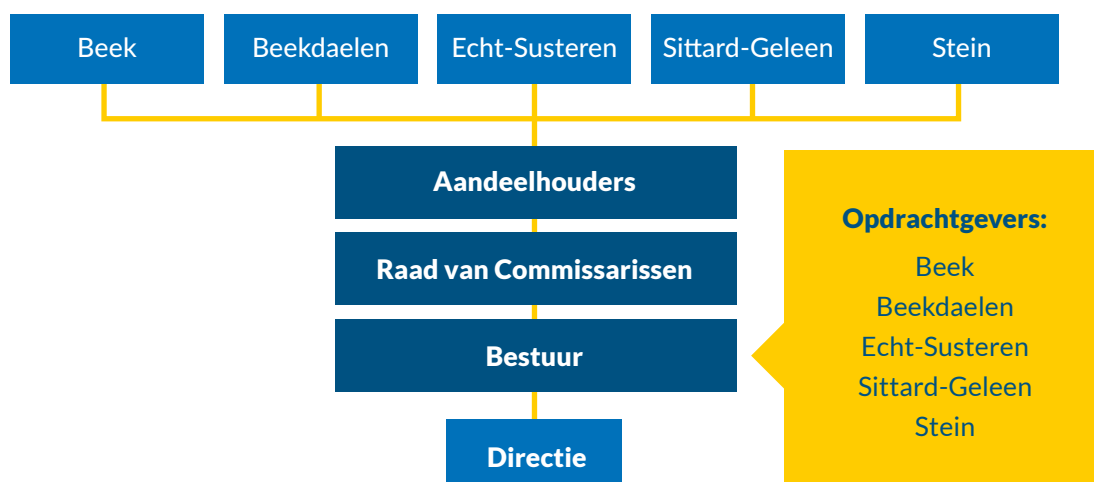 Beek
Beekdaelen
Echt-Susteren
Sittard-Geleen
Stein
Aandeelhouders
Raad van Commissarissen
Bestuur
Directie
Opdrachtgevers:
Beek
Beekdaelen
Echt-Susteren
Sittard-Geleen
Stein